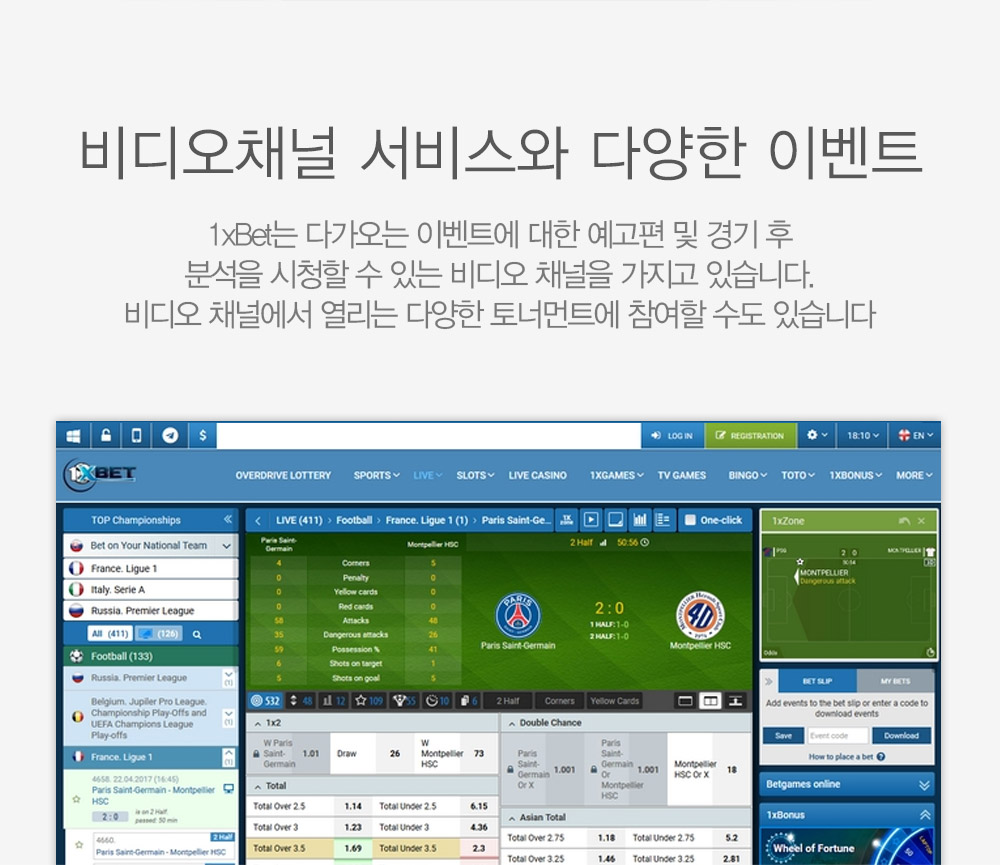 비디오채널 서비스와 다양한 이벤트
1xBet는 다가오는 이벤트에 대한 예고편 및 경기 후
분석을 시청할 수 있는 비디오 채널을 가지고 있습니다.
비디오 채널에서 열리는 다양한 토너먼트에 참여할 수도 있습니다
$ LOG IN REGISTRATION 18:10 EN
1XBET
OVERDRIVE LOTTERY SPORTS LIVE SLOTS LIVE CASINO 1XGAMES TV GAMES BINGO TOTO 1XBONUS MORE
TOP Championships
Bet on Your National Team
France. Ligue 1
Italy. Serie A
Russia. Premier League
All (411) (126)
Football (133)
Russia. Premier League
(1)
Belgium. Jupiler Pro League.
Championship Play-Offs and
UEFA Champions League
Play-offs
(1)
France. Ligue 1
(1)
4658. 22.04.2017 (16:45)
Paris Saint-Germain - Montpellier
HSC
2 : 0
is on 2 Half
passed: 50 min
2 Half
4660.
Paris Saint-Germain - Montpellier HSC
LIVE (411) › Football › France. Ligue 1 (1) › Paris Saint-Ge...
1X
zone
One-click
Paris Saint-
Germain
Montpellier HSC
2 Half 50:56
4 Corners 5
0 Penalty 0
0 Yellow cards 0
0 Red cards 0
58 Attacks 48
35 Dangerous attacks 26
59 Possession % 41
6 Shots on target 1
5 Shots on goal 5
PARIS
2 : 0
1 HALF: 1-0
2 HALF: 1-0
Paris Saint-Germain
Montpellier HSC
532 48 12 109 55 10 6 2 Half Corners Yellow Cards
1x2
W Paris
Saint-
Germain
1.01
Draw 26
W
Montpellier
HSC
73
Total
Total Over 2.5 1.14 Total Under 2.5 6.15
Total Over 3 1.23 Total Under 3 4.36
Total Over 3.5 1.69 Total Under 3.5 2.3
Double Chance
Paris
Saint-
Germain
Or X
1.001
Paris
Saint-
Germain
Or
Montpellier
HSC
1.001
Montpellier
HSC Or X
18
Asian Total
Total Over 2.75 1.18 Total Under 2.75 5.2
Total Over 3.25 1.46 Total Under 3.25 2.81
1xZone
PSG 2 0 MONTPELLIER
MONTPELLIER
Dangerous attack
Odds
BET SLIP MY BETS
Add events to the bet slip or enter a code to
download events
Save Event code Download
How to place a bet ?
Betgames online
1xBonus
Wheel of Fortune
50